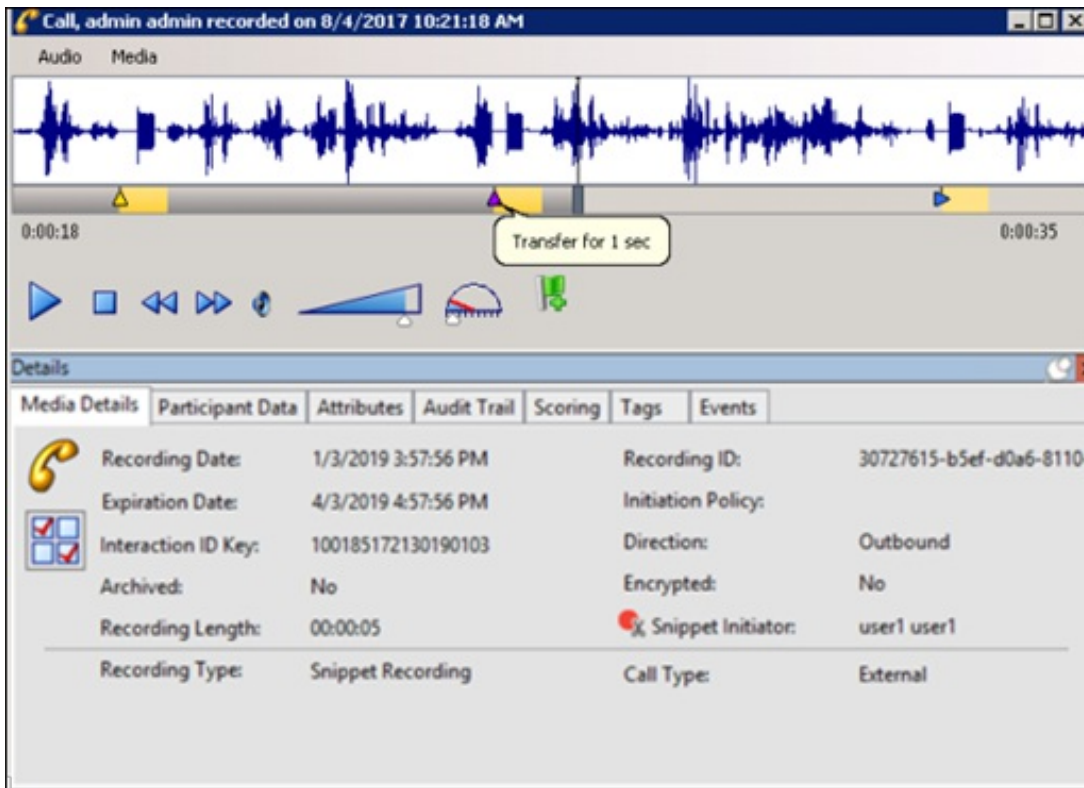 Call, admin admin recorded on 8/4/2017 10:21:18 AM
Audio Media
0:00:18
Transfer for 1 sec
0:00:35
Details
Media Details Participant Data Attributes Audit Trail Scoring Tags Events
Recording Date: 1/3/2019 3:57:56 PM Recording ID: 30727615-b5ef-d0a6-8110
Expiration Date: 4/3/2019 4:57:56 PM Initiation Policy:
Interaction ID Key: 100185172130190103 Direction: Outbound
Archived: No Encrypted: No
Recording Length: 00:00:05 Snippet Initiator: user1 user1
Recording Type: Snippet Recording Call Type: External